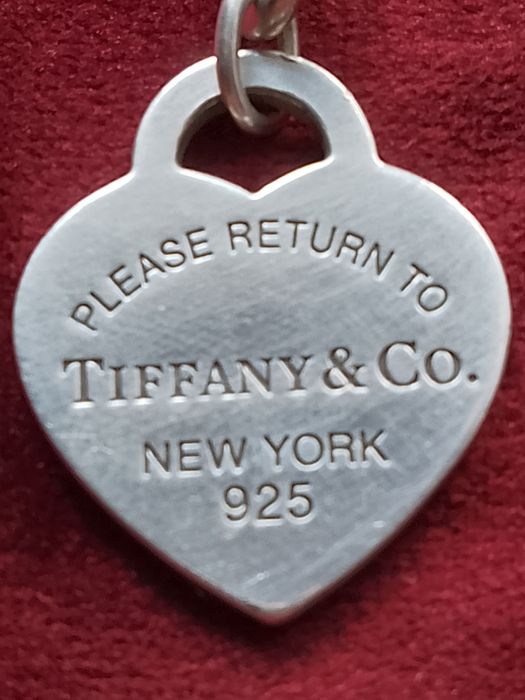 PLEASE RETURN TO
TIFFANY & CO.
NEW YORK
925